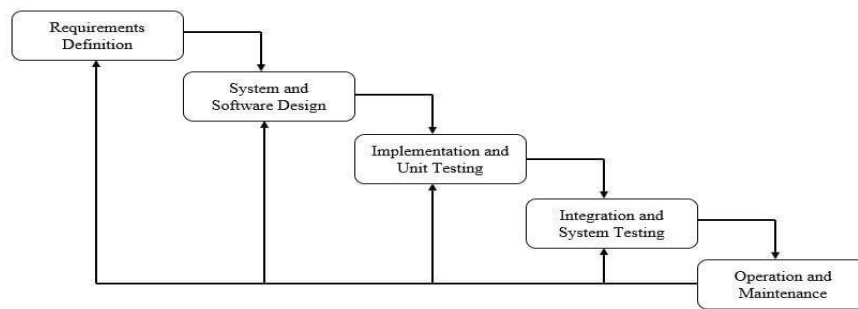 Requirements
Definition
System and
Software Design
Implementation and
Unit Testing
Integration and
System Testing
Operation and
Maintenance